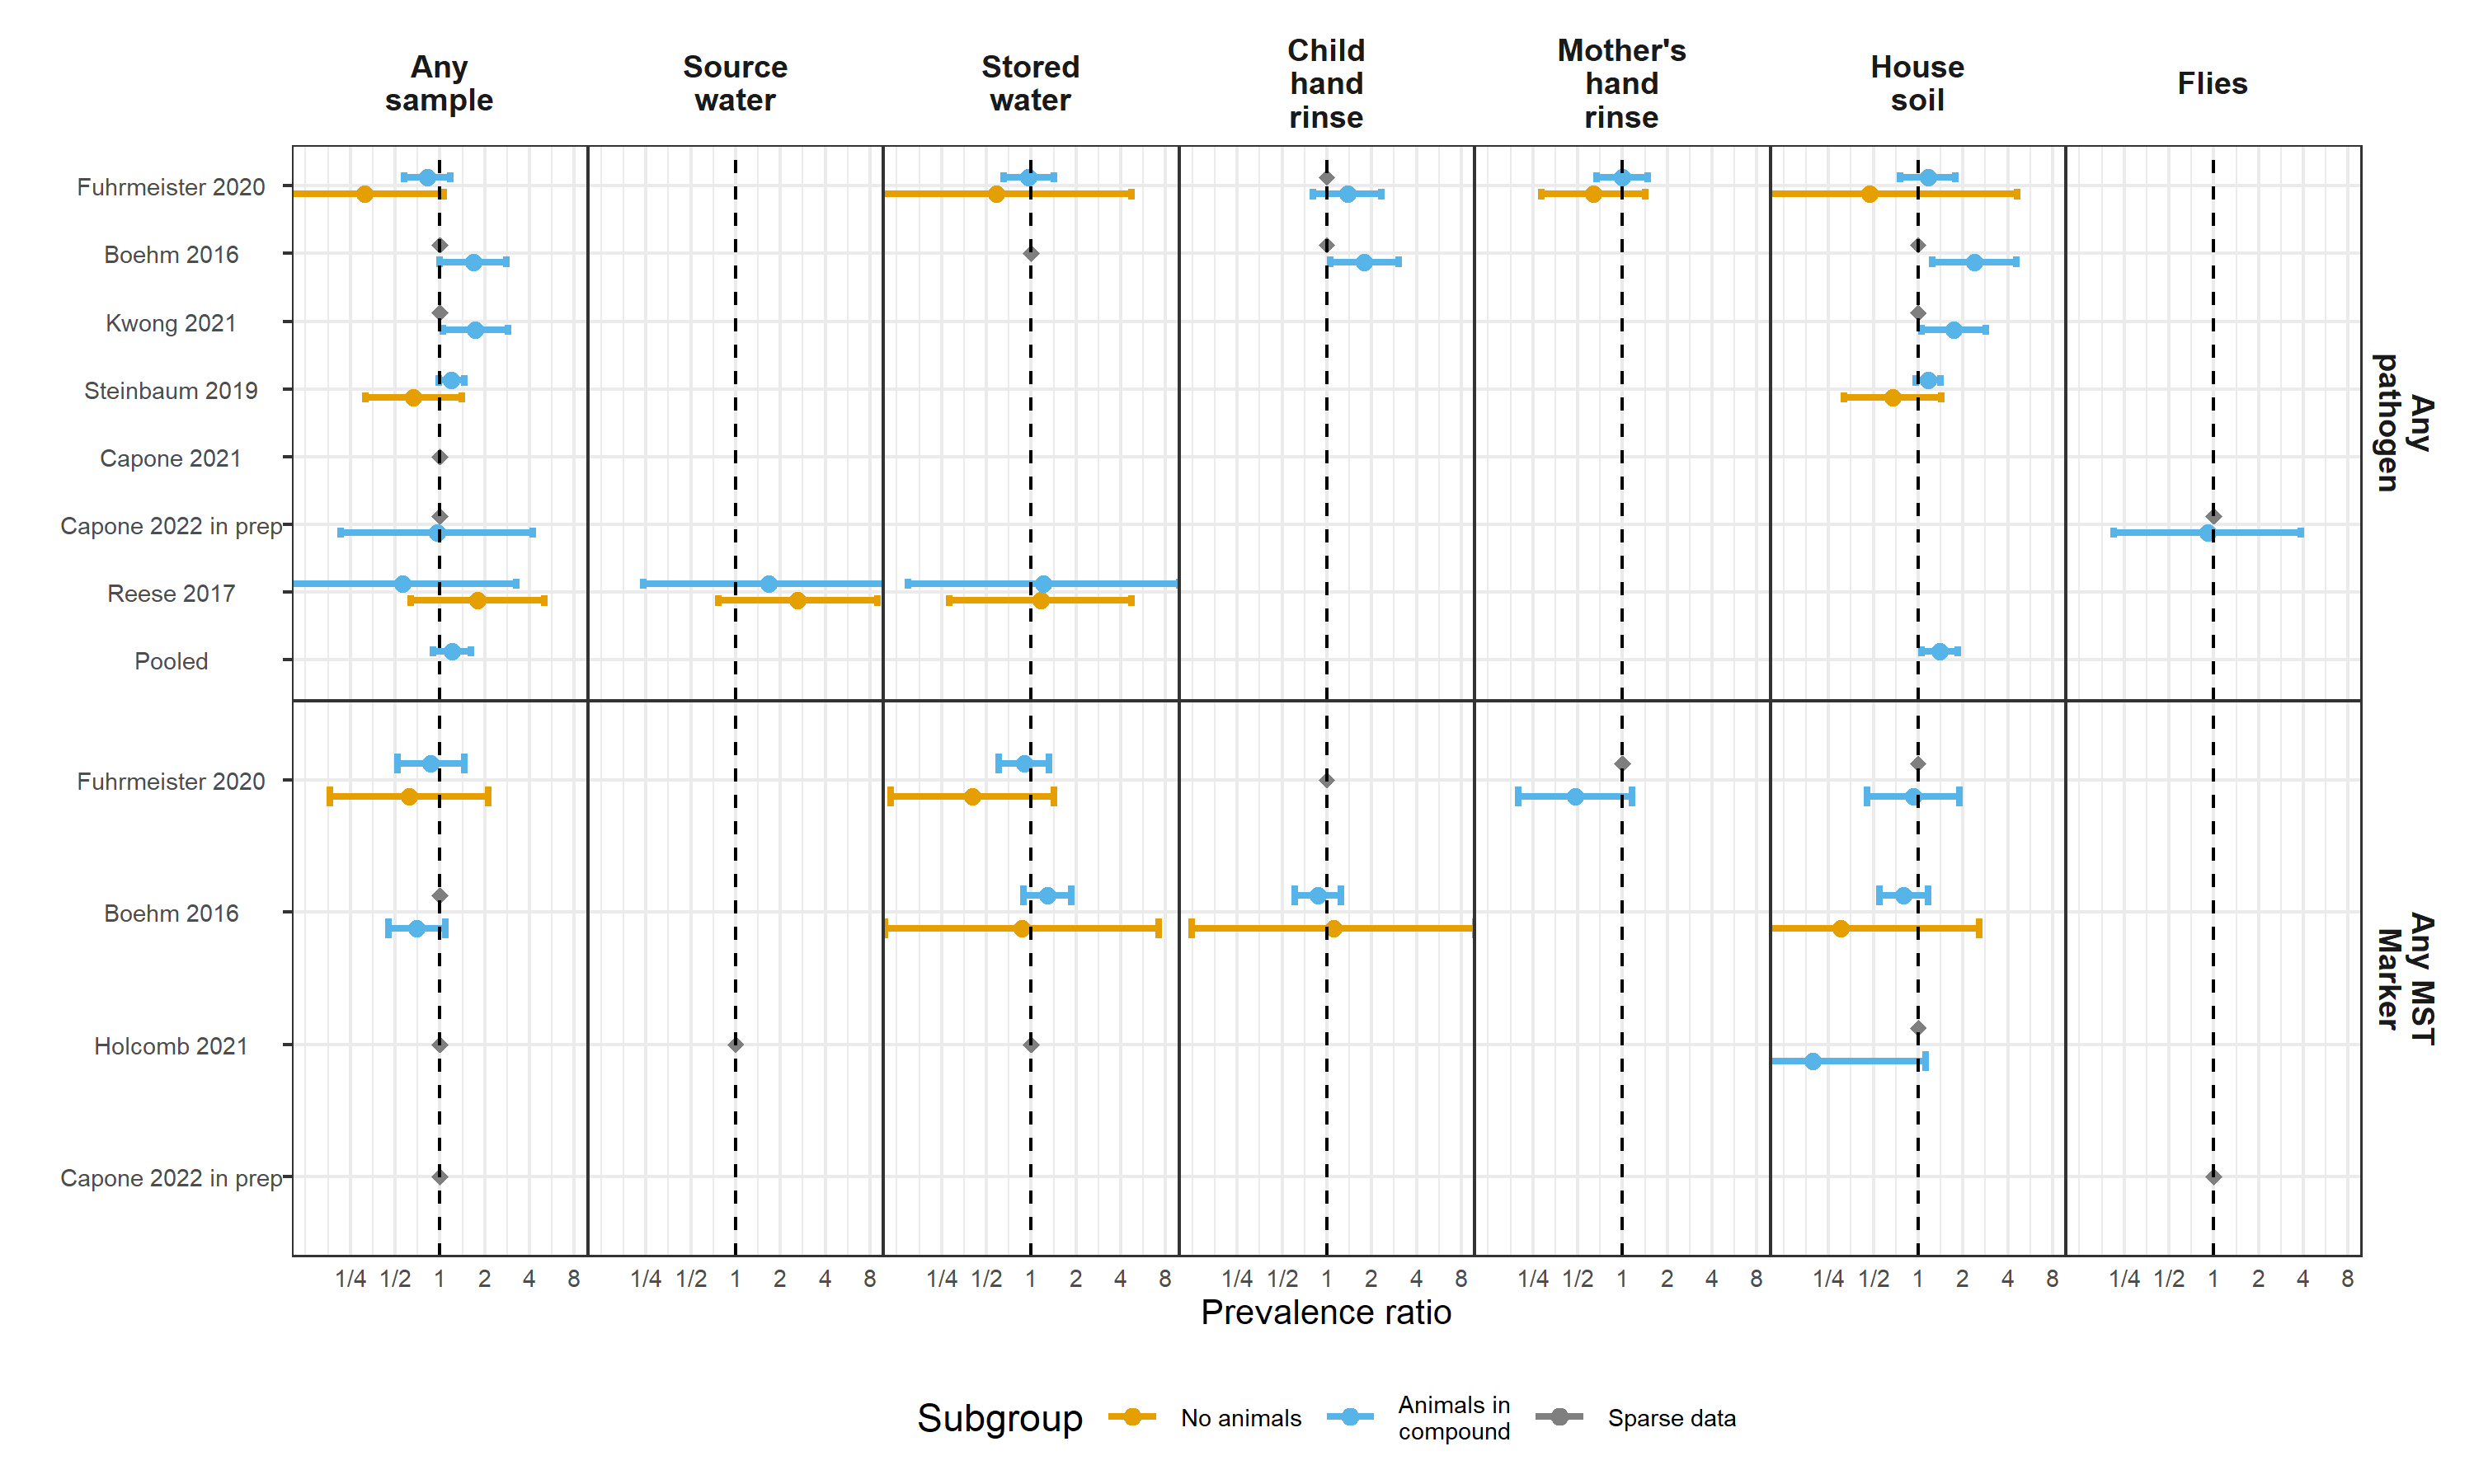 Any
sample
Source
water
Stored
water
Child
hand
rinse
Mother's
hand
rinse
House
soil
Flies
Fuhrmeister 2020
Boehm 2016
Kwong 2021
Steinbaum 2019
Capone 2021
Capone 2022 in prep
Reese 2017
Pooled
Any
pathogen
Fuhrmeister 2020
Boehm 2016
Holcomb 2021
Capone 2022 in prep
Any MST
Marker
1/4 1/2 1 2 4 8
1/4 1/2 1 2 4 8
1/4 1/2 1 2 4 8
1/4 1/2 1 2 4 8
1/4 1/2 1 2 4 8
1/4 1/2 1 2 4 8
1/4 1/2 1 2 4 8
Prevalence ratio
Subgroup
No animals
Animals in
compound
Sparse data